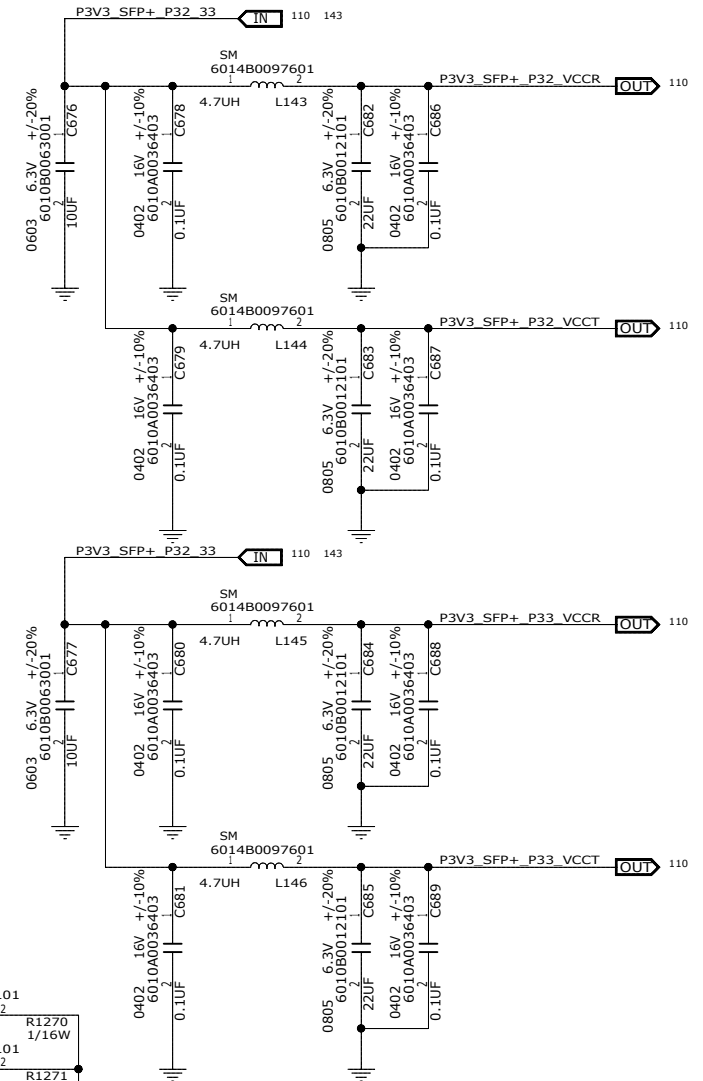 P3V3_SFP+_P32_33 IN 110 143
SM
6014B0097601
1 2
4.7UH L143
P3V3_SFP+_P32_VCCR OUT 110
0603 6.3V +/-20%
6010B0063001
1 2
10UF C676
0402 16V +/-10%
6010A0036403
1 2
0.1UF C678
0805 6.3V +/-20%
6010B0012101
1 2
22UF C682
0402 16V +/-10%
6010A0036403
1 2
0.1UF C686
SM
6014B0097601
1 2
4.7UH L144
P3V3_SFP+_P32_VCCT OUT 110
0402 16V +/-10%
6010A0036403
1 2
0.1UF C679
0805 6.3V +/-20%
6010B0012101
1 2
22UF C683
0402 16V +/-10%
6010A0036403
1 2
0.1UF C687
P3V3_SFP+_P32_33 IN 110 143
SM
6014B0097601
1 2
4.7UH L145
P3V3_SFP+_P33_VCCR OUT 110
0603 6.3V +/-20%
6010B0063001
1 2
10UF C677
0402 16V +/-10%
6010A0036403
1 2
0.1UF C680
0805 6.3V +/-20%
6010B0012101
1 2
22UF C684
0402 16V +/-10%
6010A0036403
1 2
0.1UF C688
SM
6014B0097601
1 2
4.7UH L146
P3V3_SFP+_P33_VCCT OUT 110
0402 16V +/-10%
6010A0036403
1 2
0.1UF C681
0805 6.3V +/-20%
6010B0012101
1 2
22UF C685
0402 16V +/-10%
6010A0036403
1 2
0.1UF C689
01
2
R1270
1/16W
01
2
R1271